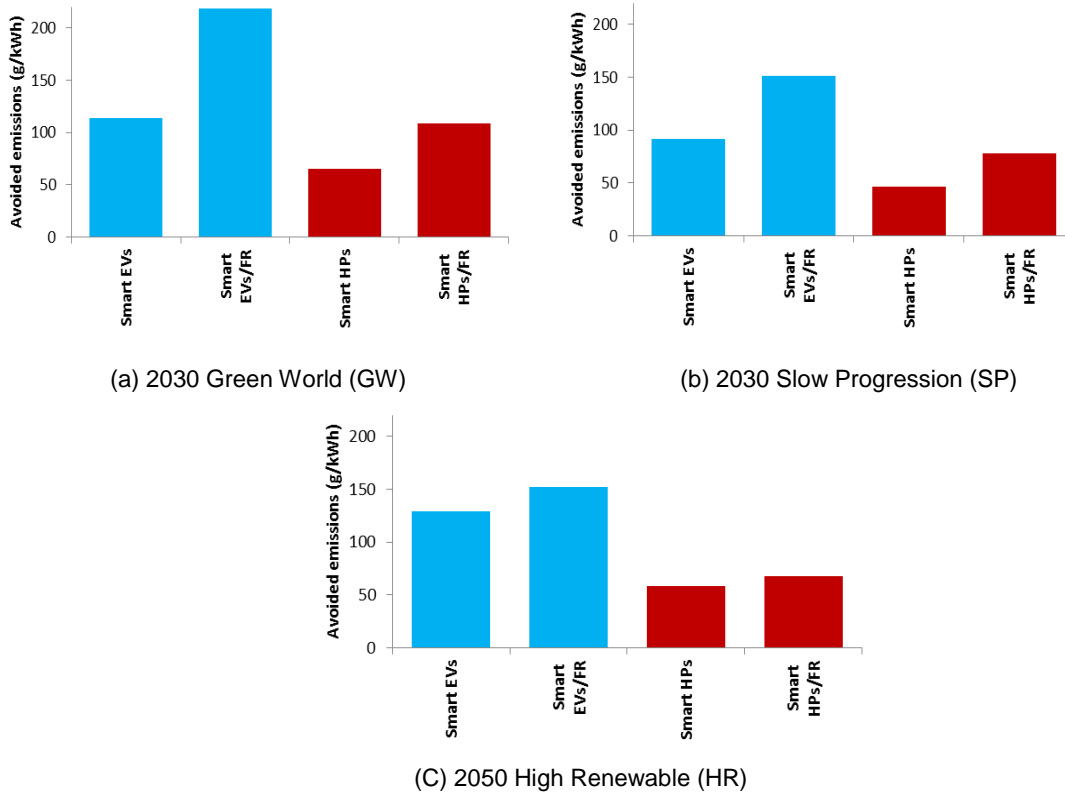 Avoided emissions (g/kWh)
200
150
100
50
0
Smart EVs
Smart
EVs/FR
Smart HPs
Smart
HPs/FR
(a) 2030 Green World (GW)
Avoided emissions (g/kWh)
200
150
100
50
0
Smart EVs
Smart
EVs/FR
Smart HPs
Smart
HPs/FR
(b) 2030 Slow Progression (SP)
Avoided emissions (g/kWh)
200
150
100
50
0
Smart EVs
Smart
EVs/FR
Smart HPs
Smart
HPs/FR
(C) 2050 High Renewable (HR)